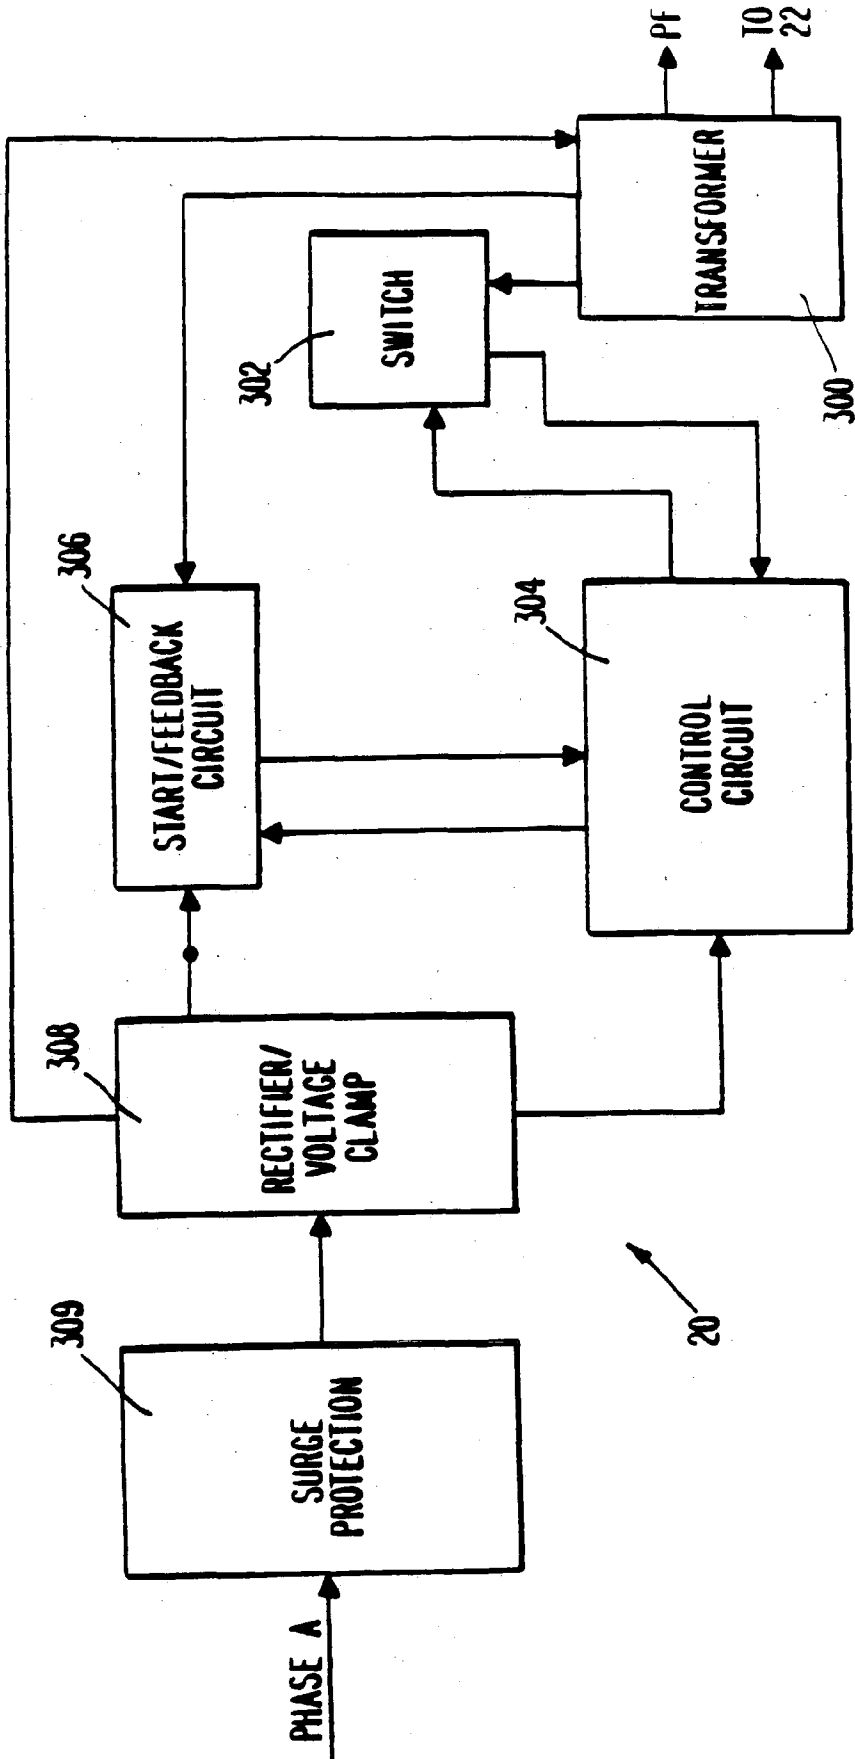 PHASE A
309
SURGE
PROTECTION
308
RECTIFIER/
VOLTAGE
CLAMP
306
START/FEEDBACK
CIRCUIT
304
CONTROL
CIRCUIT
302
SWITCH
300
TRANSFORMER
PF
TO
22
20